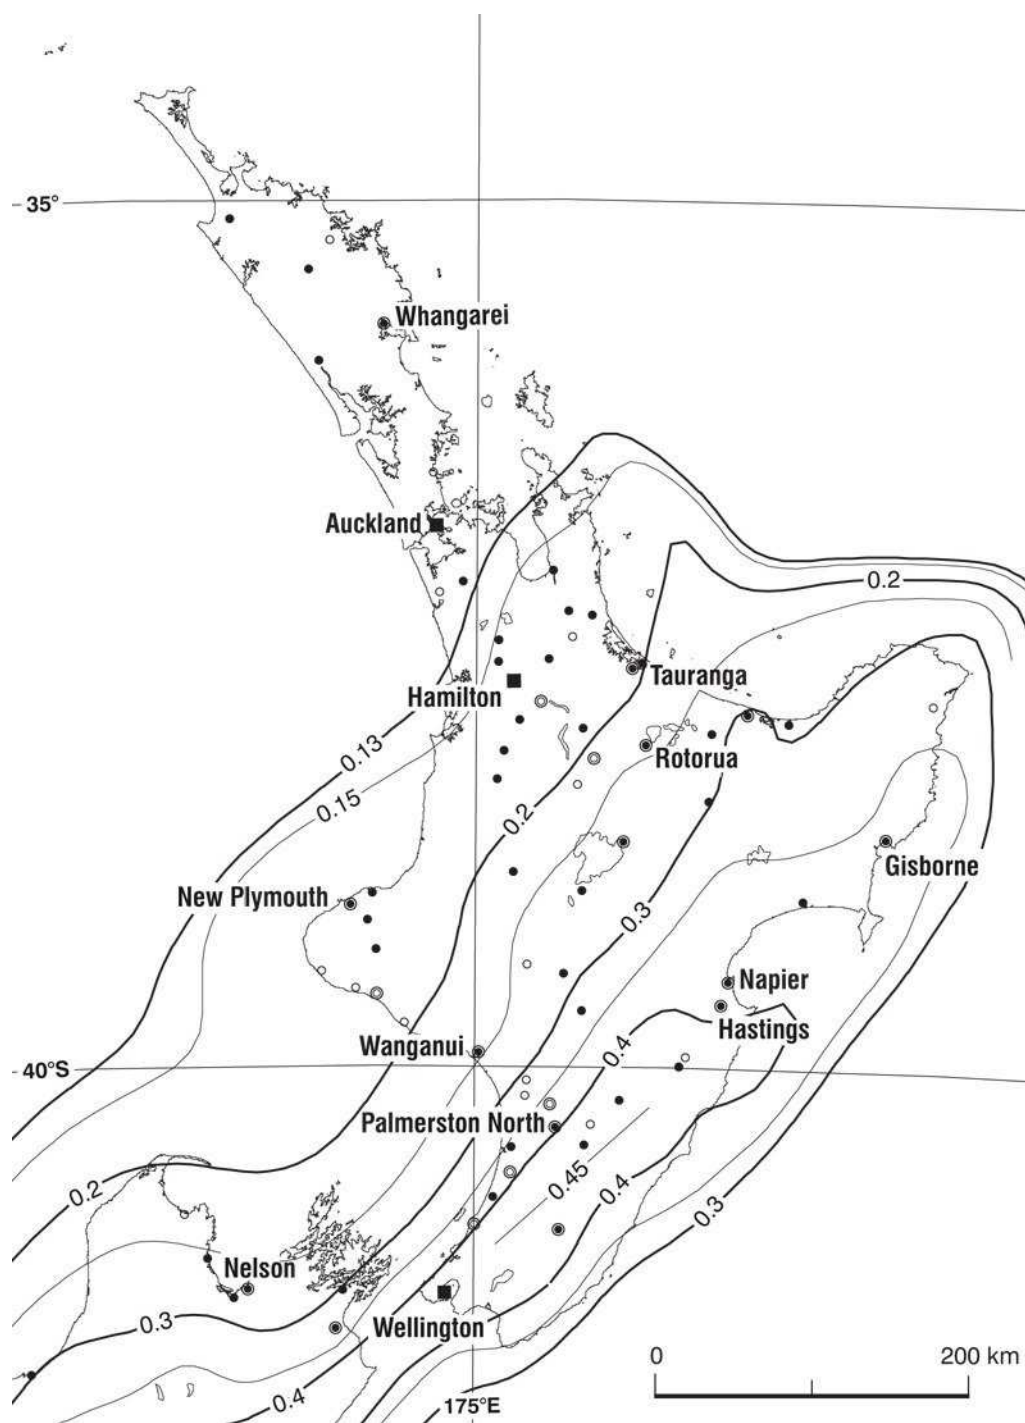 35°
Whangarei
Auckland
0.2
Tauranga
Hamilton
0.13
Rotorua
0.15
0.2
Gisborne
New Plymouth
0.3
Napier
Hastings
Wanganui
0.4
40°S
Palmerston North
0.45
0.4
0.2
0.3
Nelson
0.3
Wellington
0 200 km
0.4
175°E